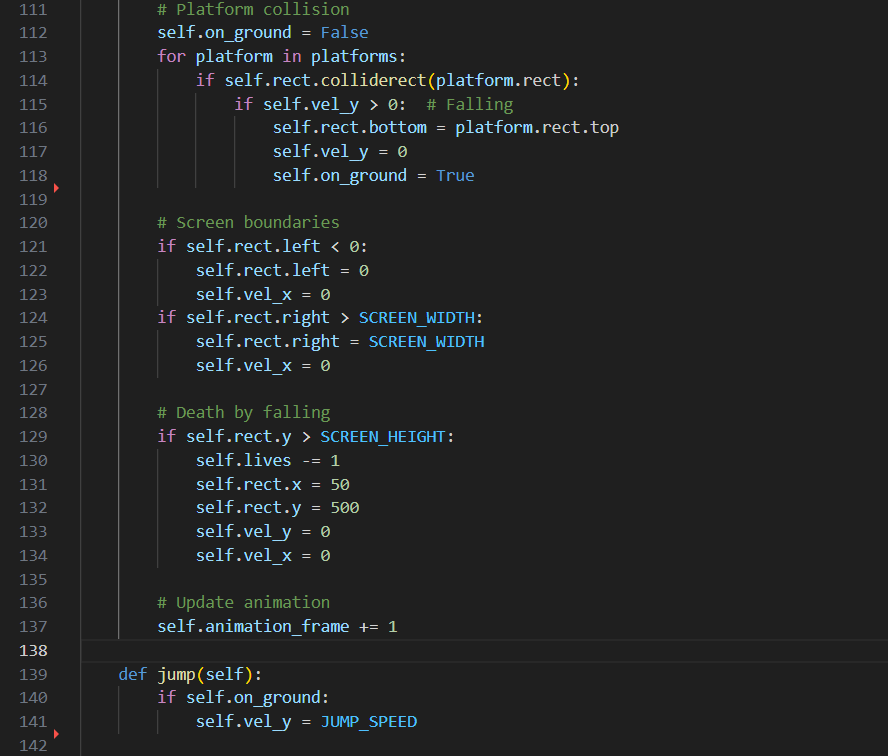 111 # Platform collision
112 self.on_ground = False
113 for platform in platforms:
114 if self.rect.colliderect(platform.rect):
115 if self.vel_y > 0:  # Falling
116 self.rect.bottom = platform.rect.top
117 self.vel_y = 0
118 self.on_ground = True
119
120 # Screen boundaries
121 if self.rect.left < 0:
122 self.rect.left = 0
123 self.vel_x = 0
124 if self.rect.right > SCREEN_WIDTH:
125 self.rect.right = SCREEN_WIDTH
126 self.vel_x = 0
127
128 # Death by falling
129 if self.rect.y > SCREEN_HEIGHT:
130 self.lives -= 1
131 self.rect.x = 50
132 self.rect.y = 500
133 self.vel_y = 0
134 self.vel_x = 0
135
136 # Update animation
137 self.animation_frame += 1
138
139 def jump(self):
140 if self.on_ground:
141 self.vel_y = JUMP_SPEED
142